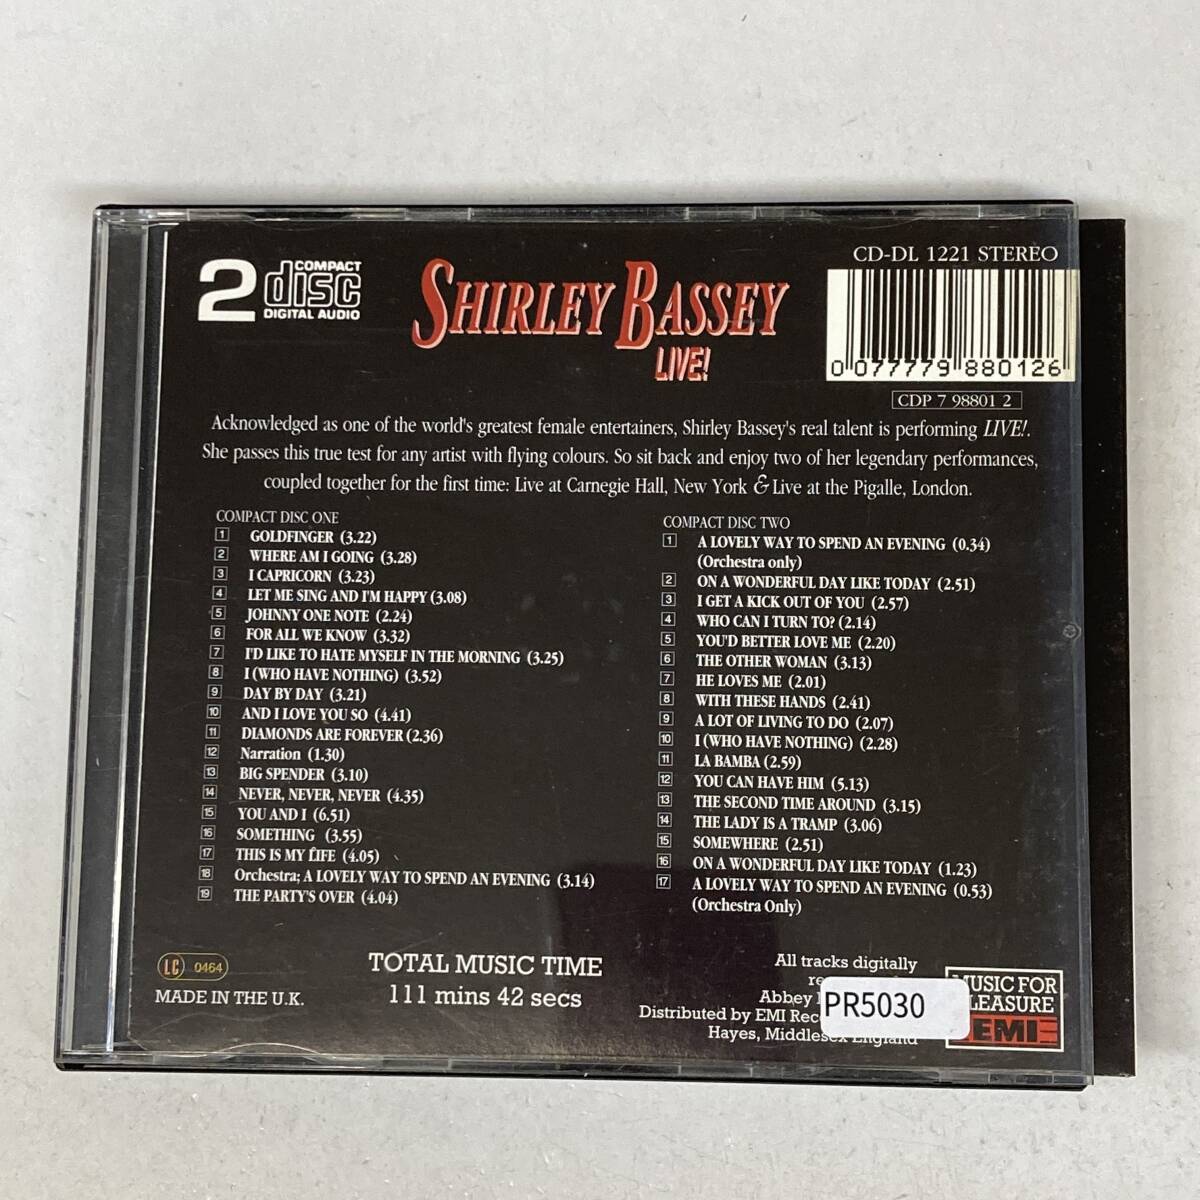 2 COMPACT disc DIGITAL AUDIO
SHIRLEY BASSEY
LIVE!
CD-DL 1221 STEREO
0 077779 880126
CDP 7 98801 2
Acknowledged as one of the world's greatest female entertainers, Shirley Bassey's real talent is performing LIVE!.
She passes this true test for any artist with flying colours. So sit back and enjoy two of her legendary performances,
coupled together for the first time: Live at Carnegie Hall, New York & Live at the Pigalle, London.
COMPACT DISC ONE
1 GOLDFINGER (3.22)
2 WHERE AM I GOING (3.28)
3 I CAPRICORN (3.23)
4 LET ME SING AND I'M HAPPY (3.08)
5 JOHNNY ONE NOTE (2.24)
6 FOR ALL WE KNOW (3.32)
7 I'D LIKE TO HATE MYSELF IN THE MORNING (3.25)
8 I (WHO HAVE NOTHING) (3.52)
9 DAY BY DAY (3.21)
10 AND I LOVE YOU SO (4.41)
11 DIAMONDS ARE FOREVER (2.36)
12 Narration (1.30)
13 BIG SPENDER (3.10)
14 NEVER, NEVER, NEVER (4.35)
15 YOU AND I (6.51)
16 SOMETHING (3.55)
17 THIS IS MY LIFE (4.05)
18 Orchestra; A LOVELY WAY TO SPEND AN EVENING (3.14)
19 THE PARTY'S OVER (4.04)
COMPACT DISC TWO
1 A LOVELY WAY TO SPEND AN EVENING (0.34)
(Orchestra only)
2 ON A WONDERFUL DAY LIKE TODAY (2.51)
3 I GET A KICK OUT OF YOU (2.57)
4 WHO CAN I TURN TO? (2.14)
5 YOU'D BETTER LOVE ME (2.20)
6 THE OTHER WOMAN (3.13)
7 HE LOVES ME (2.01)
8 WITH THESE HANDS (2.41)
9 A LOT OF LIVING TO DO (2.07)
10 I (WHO HAVE NOTHING) (2.28)
11 LA BAMBA (2.59)
12 YOU CAN HAVE HIM (5.13)
13 THE SECOND TIME AROUND (3.15)
14 THE LADY IS A TRAMP (3.06)
15 SOMEWHERE (2.51)
16 ON A WONDERFUL DAY LIKE TODAY (1.23)
17 A LOVELY WAY TO SPEND AN EVENING (0.53)
(Orchestra Only)
LC 0464
MADE IN THE U.K.
TOTAL MUSIC TIME
111 mins 42 secs
All tracks digitally
Abbey
Distributed by EMI
Hayes, Middlesex England
PR5030
MUSIC FOR
PLEASURE
EMI